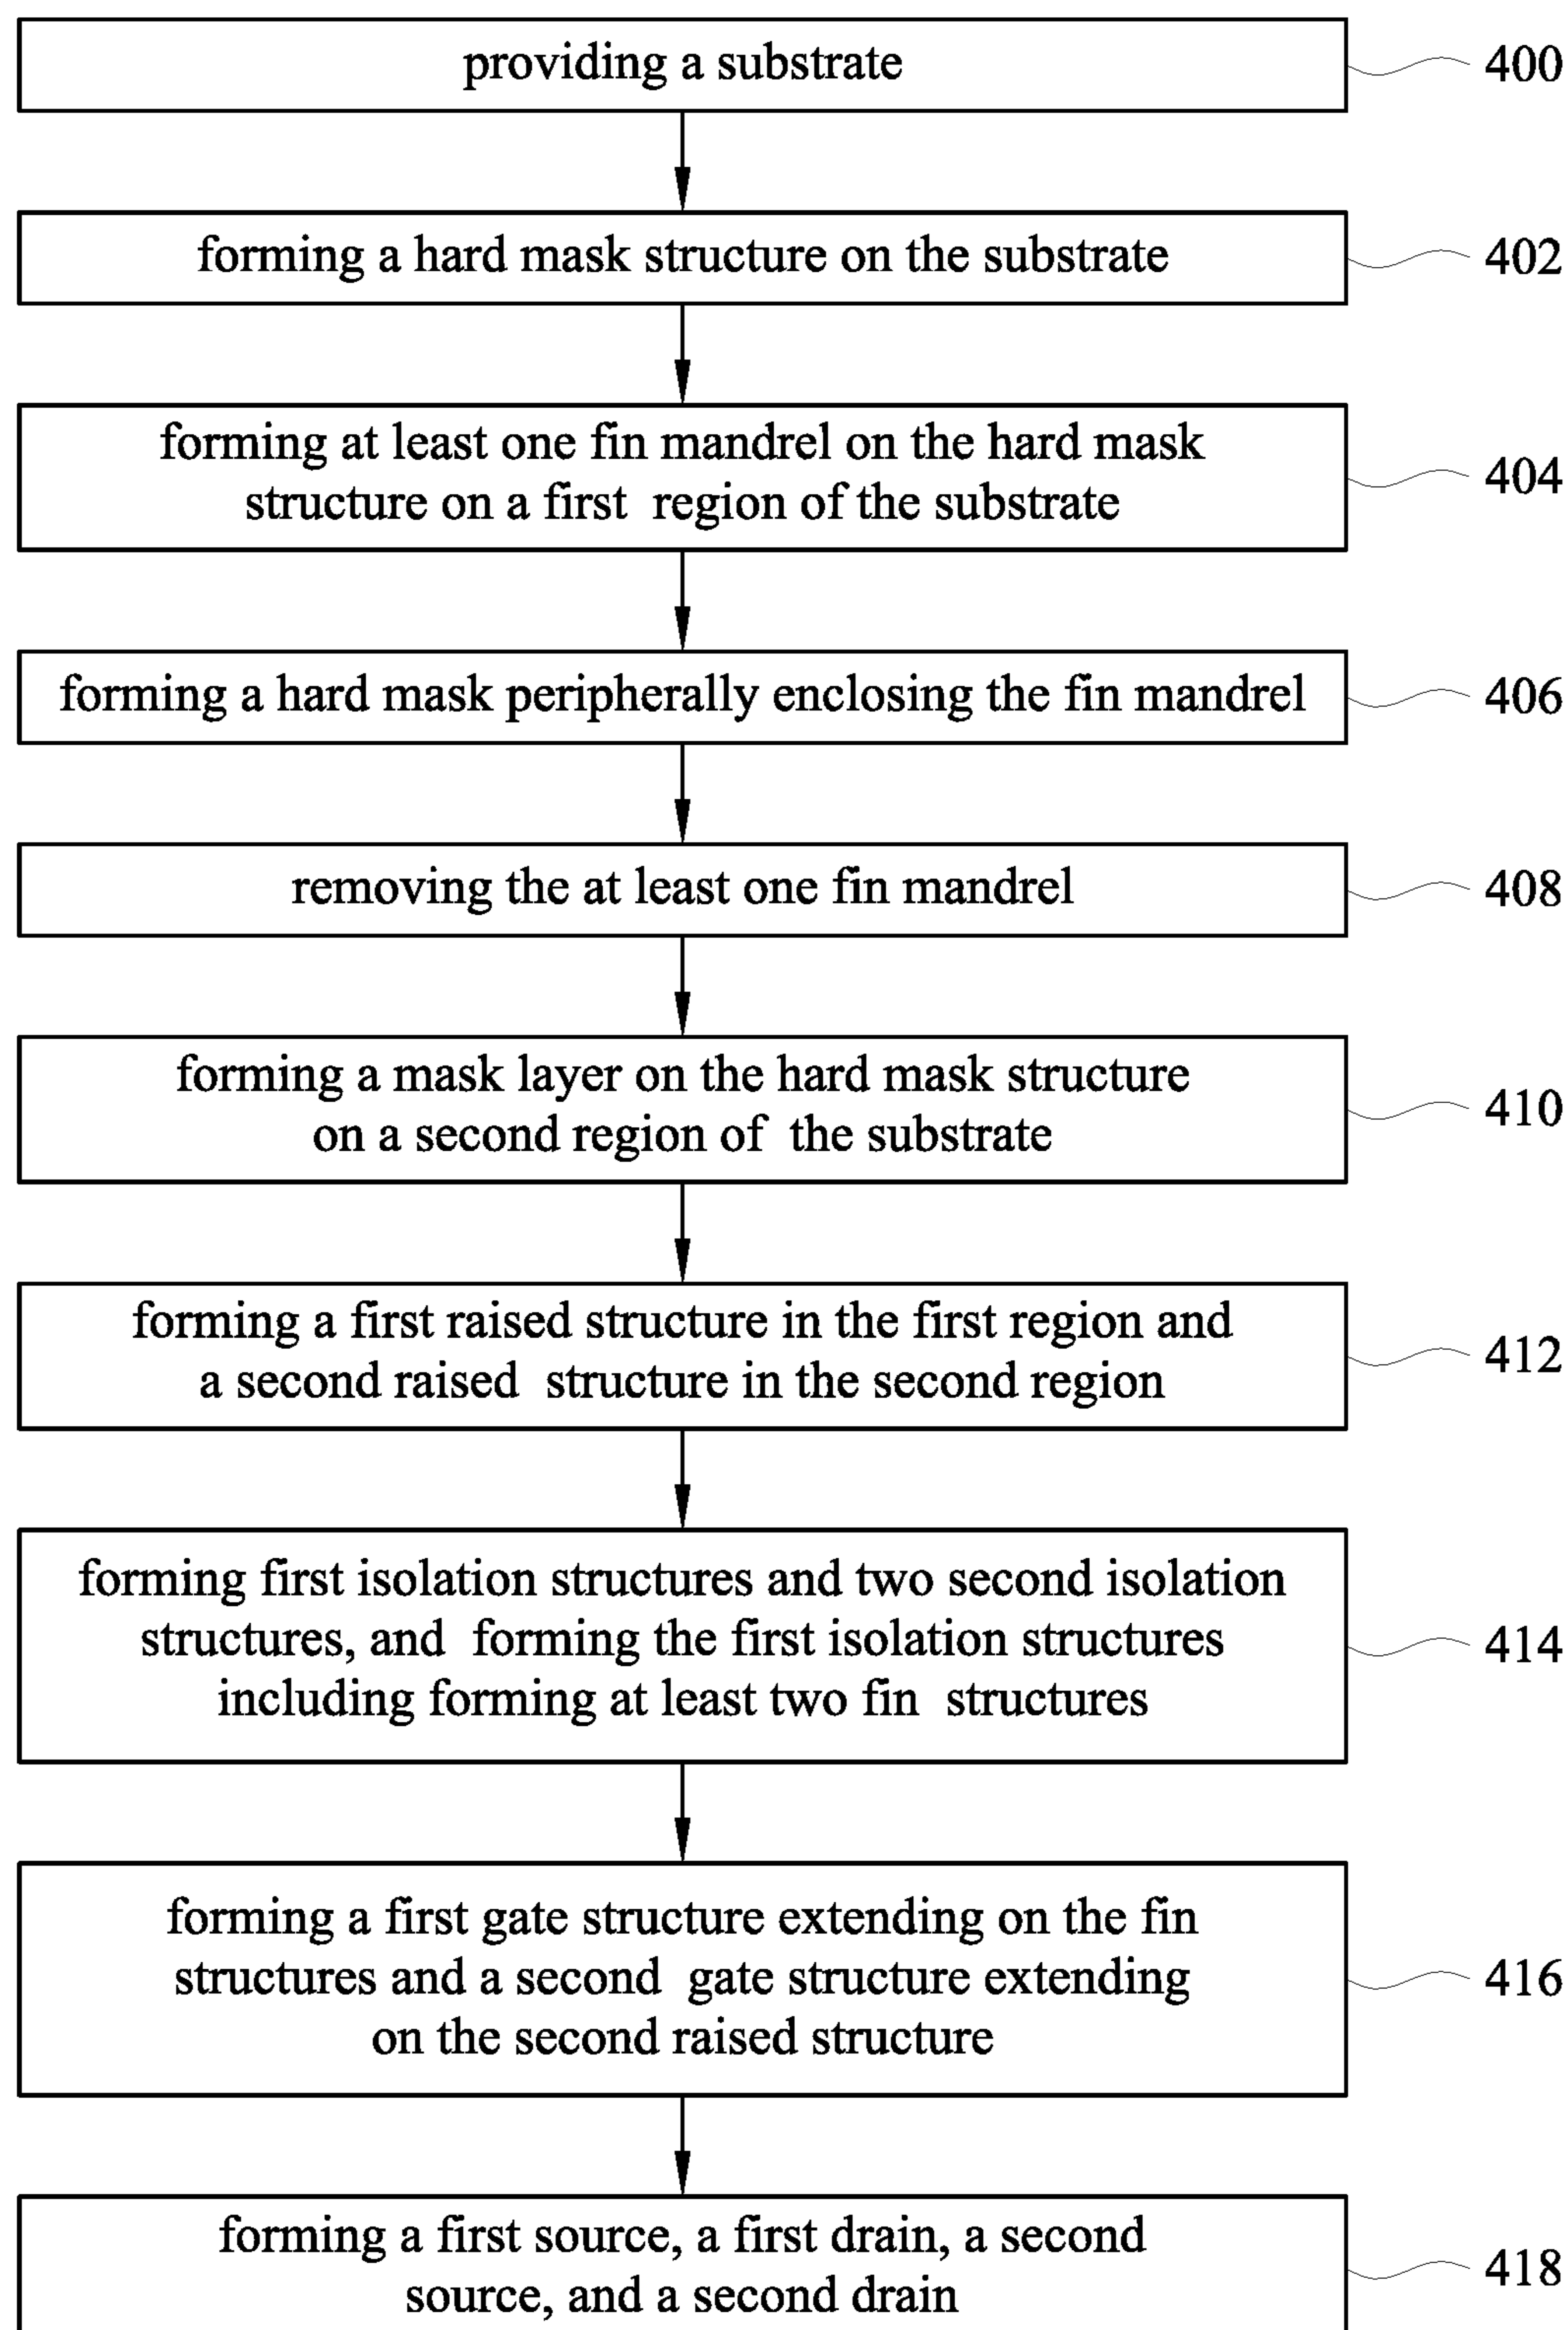 providing a substrate
400
forming a hard mask structure on the substrate
402
forming at least one fin mandrel on the hard mask
structure on a first region of the substrate
404
forming a hard mask peripherally enclosing the fin mandrel
406
removing the at least one fin mandrel
408
forming a mask layer on the hard mask structure
on a second region of the substrate
410
forming a first raised structure in the first region and
a second raised structure in the second region
412
forming first isolation structures and two second isolation
structures, and forming the first isolation structures
including forming at least two fin structures
414
forming a first gate structure extending on the fin
structures and a second gate structure extending
on the second raised structure
416
forming a first source, a first drain, a second
source, and a second drain
418